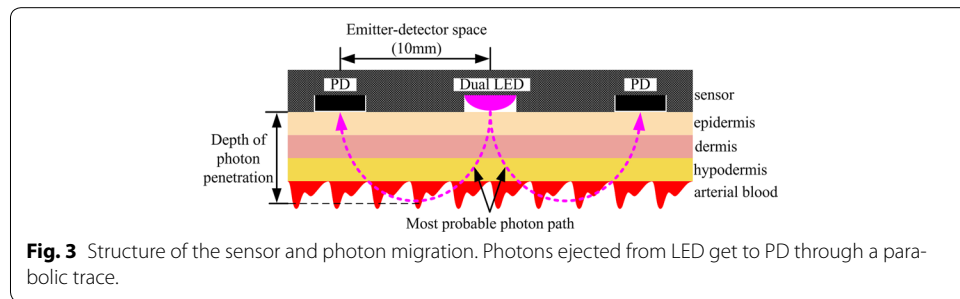 Emitter-detector space
(10mm)
PD
Dual LED
PD
sensor
epidermis
dermis
hypodermis
arterial blood
Depth of
photon
penetration
Most probable photon path
Fig. 3 Structure of the sensor and photon migration. Photons ejected from LED get to PD through a para-
bolic trace.